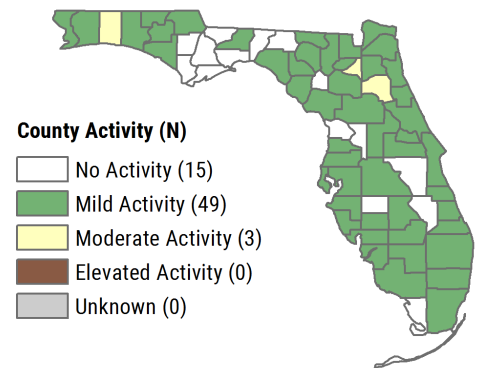 County Activity (N)
No Activity (15)
Mild Activity (49)
Moderate Activity (3)
Elevated Activity (0)
Unknown (0)